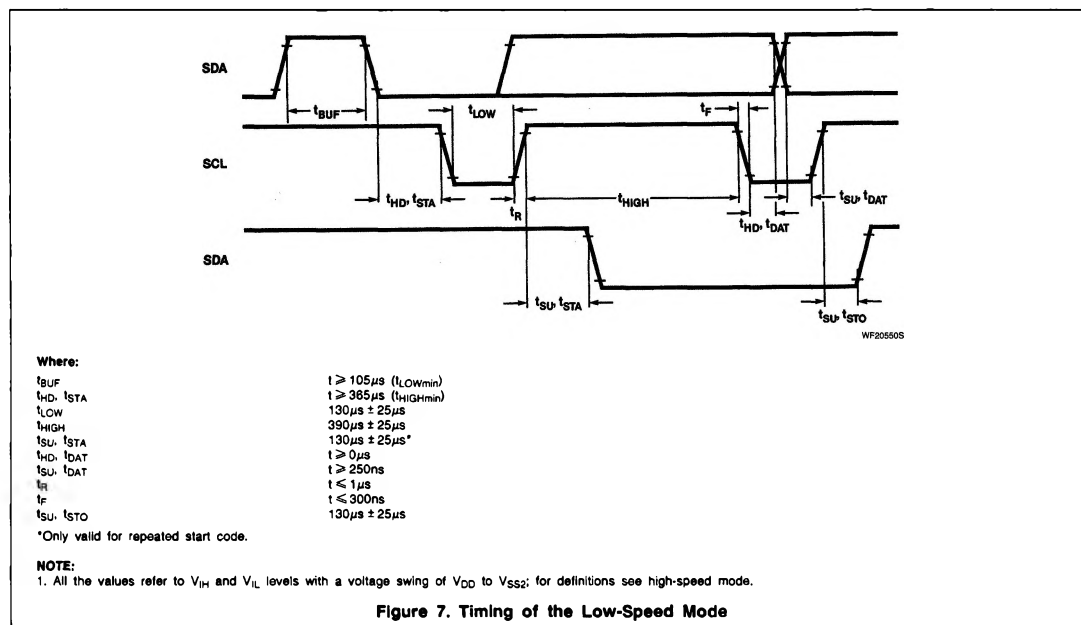 SDA
tBUF
tLOW
tF
SCL
tHD, tSTA
tR
tHIGH
tSU, tDAT
tHD, tDAT
SDA
tSU, tSTA
tSU, tSTO
WF20550S
Where:
tBUF t ⩾ 105µs (tLOWmin)
tHD, tSTA t ⩾ 365µs (tHIGHmin)
tLOW 130µs ± 25µs
tHIGH 390µs ± 25µs
tSU, tSTA 130µs ± 25µs*
tHD, tDAT t ⩾ 0µs
tSU, tDAT t ⩾ 250ns
tR t ⩽ 1µs
tF t ⩽ 300ns
tSU, tSTO 130µs ± 25µs
*Only valid for repeated start code.
NOTE:
1. All the values refer to VIH and VIL levels with a voltage swing of VDD to VSS2; for definitions see high-speed mode.
Figure 7. Timing of the Low-Speed Mode